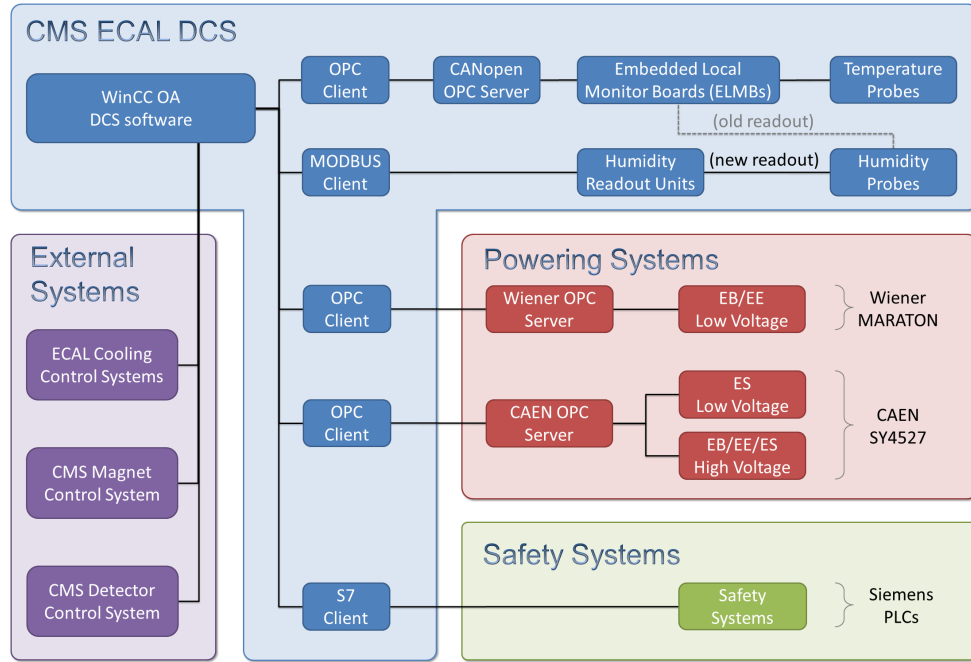 CMS ECAL DCS
WinCC OA
DCS software
OPC
Client
CANopen
OPC Server
Embedded Local
Monitor Boards (ELMBs)
Temperature
Probes
(old readout)
MODBUS
Client
Humidity
Readout Units
(new readout)
Humidity
Probes
External
Systems
ECAL Cooling
Control Systems
CMS Magnet
Control System
CMS Detector
Control System
Powering Systems
OPC
Client
Wiener OPC
Server
EB/EE
Low Voltage
Wiener
MARATON
OPC
Client
CAEN OPC
Server
ES
Low Voltage
EB/EE/ES
High Voltage
CAEN
SY4527
Safety Systems
S7
Client
Safety
Systems
Siemens
PLCs